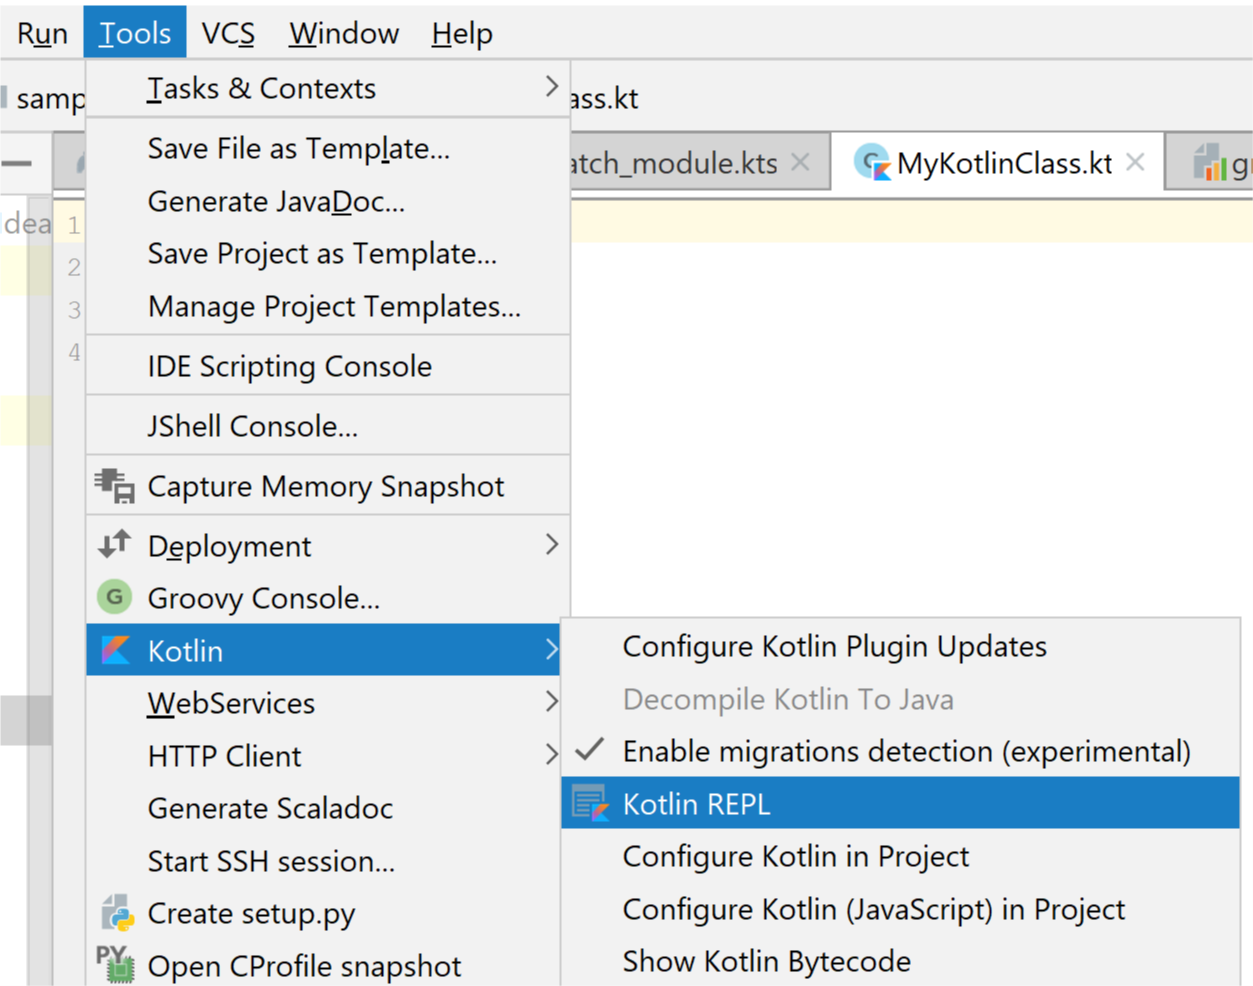 Run Tools VCS Window Help
Tasks & Contexts
samp ass.kt
Save File as Template...
atch_module.kts MyKotlinClass.kt g
Generate JavaDoc...
dea 1
Save Project as Template...
2
Manage Project Templates...
3
4
IDE Scripting Console
JShell Console...
Capture Memory Snapshot
Deployment
G Groovy Console...
Kotlin
Configure Kotlin Plugin Updates
WebServices
Decompile Kotlin To Java
HTTP Client
Enable migrations detection (experimental)
Generate Scaladoc
Kotlin REPL
Start SSH session...
Configure Kotlin in Project
Create setup.py
Configure Kotlin (JavaScript) in Project
PY Open CProfile snapshot
Show Kotlin Bytecode